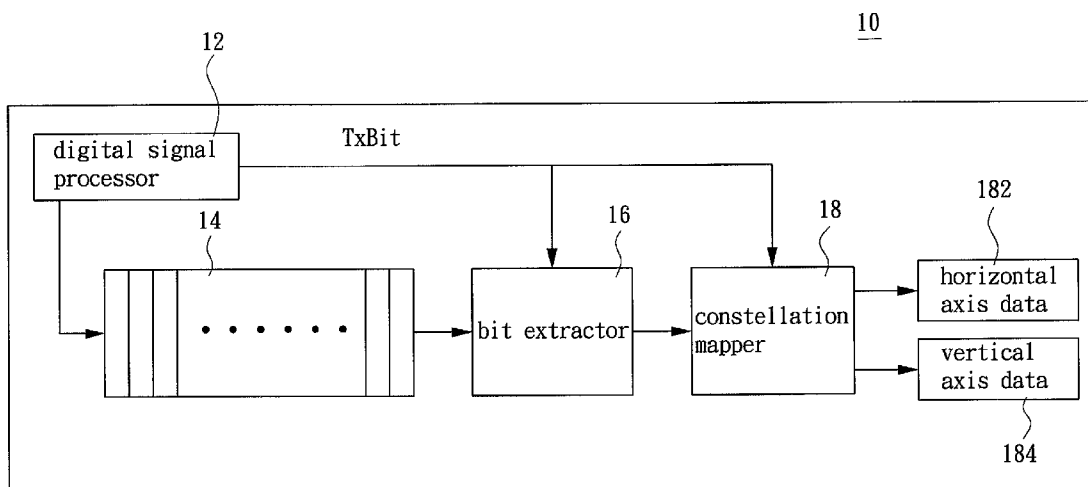 10
12
digital signal
processor
TxBit
14
16
18
182
bit extractor
constellation
mapper
horizontal
axis data
vertical
axis data
184